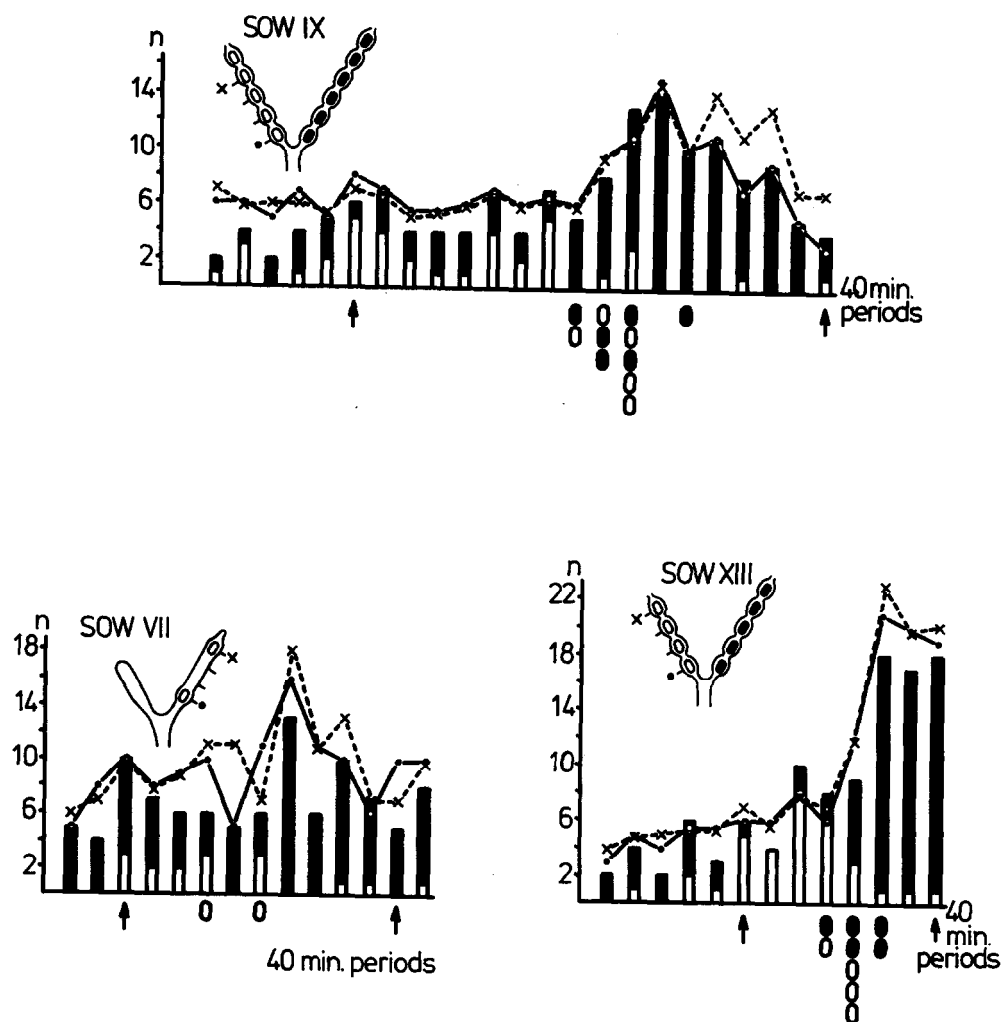 SOW IX
n
14
10
6
2
40 min.
periods
SOW VII
n
18
14
10
6
2
40 min. periods
SOW XIII
n
22
18
14
10
6
2
40
min.
periods